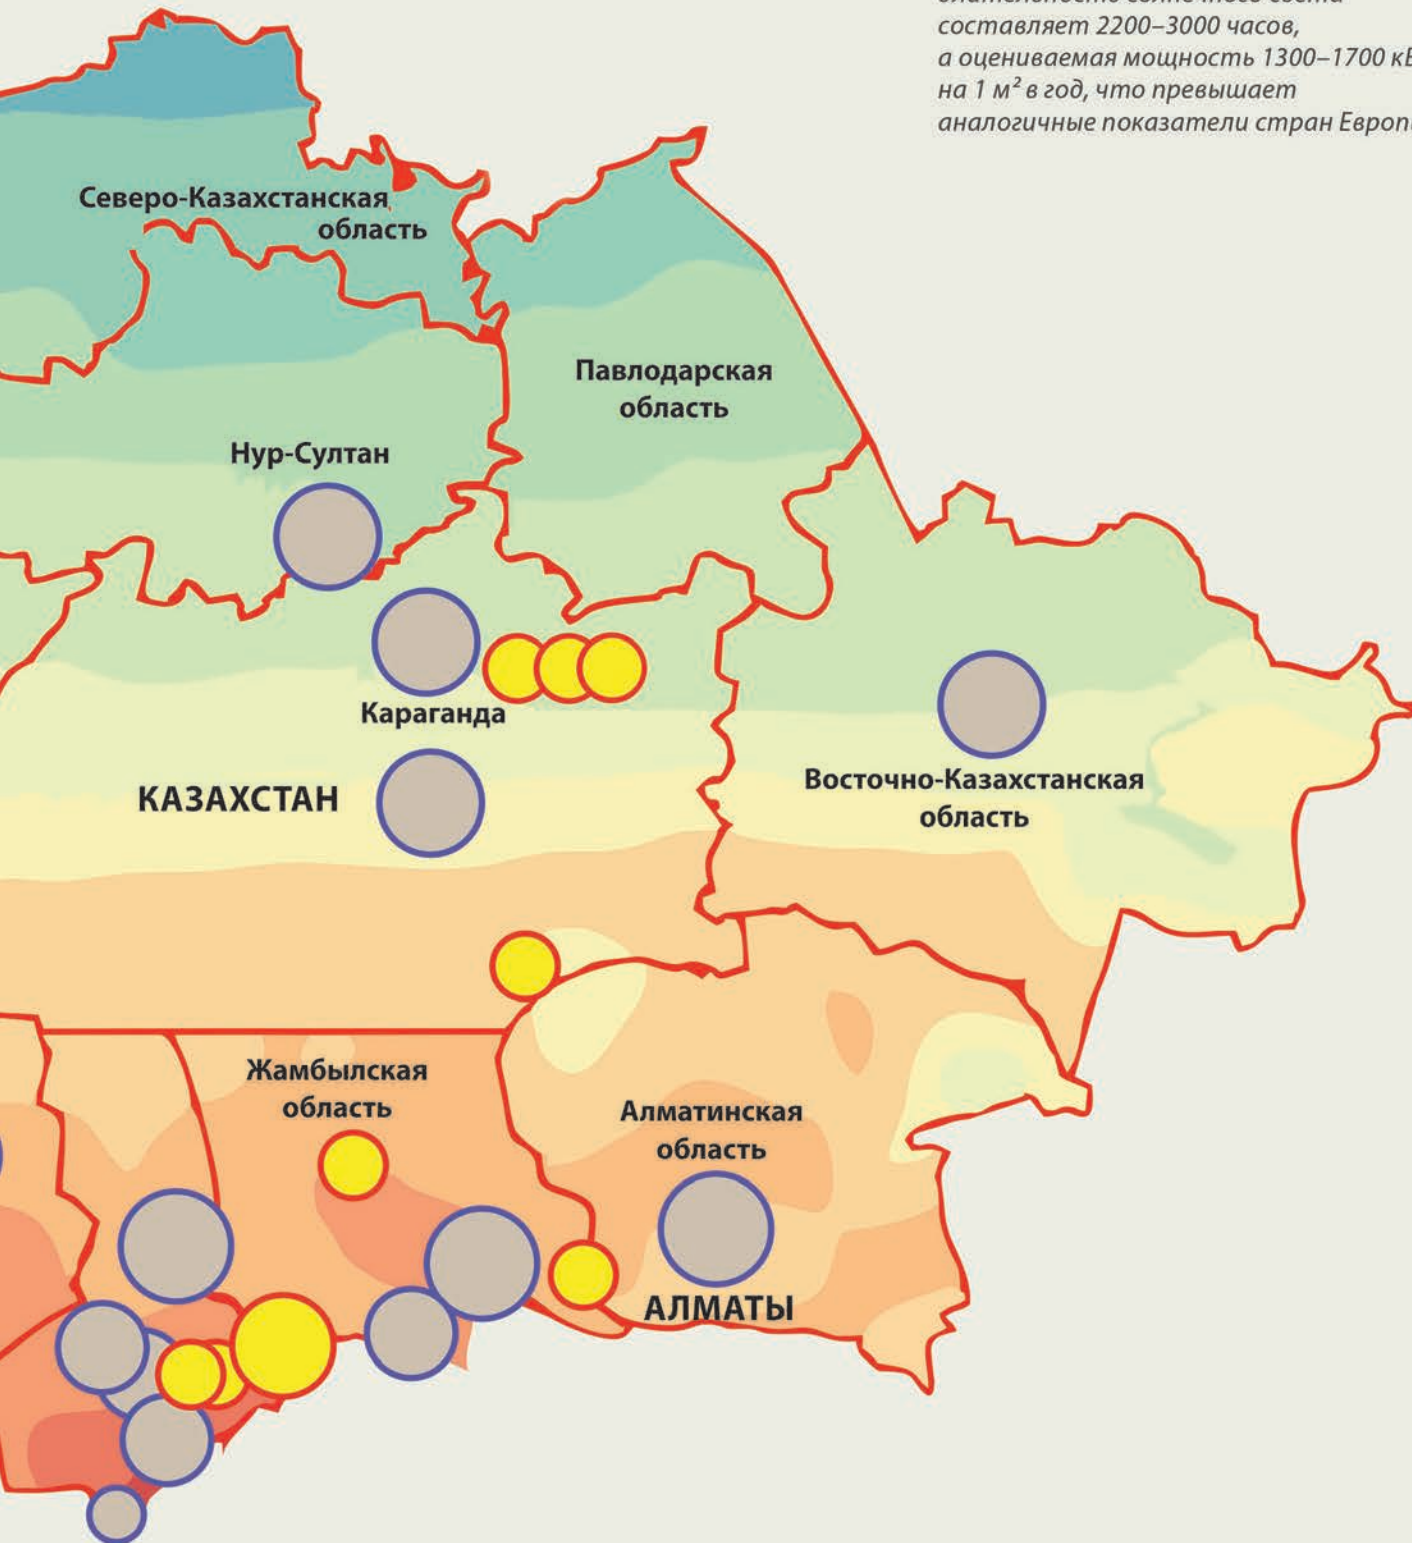 составляет 2200–3000 часов,
а оцениваемая мощность 1300–1700
на 1 м² в год, что превышает
аналогичные показатели стран
Северо-Казахстанская
область
Павлодарская
область
Нур-Султан
Караганда
КАЗАХСТАН
Восточно-Казахстанская
область
Жамбылская
область
Алматинская
область
АЛМАТЫ